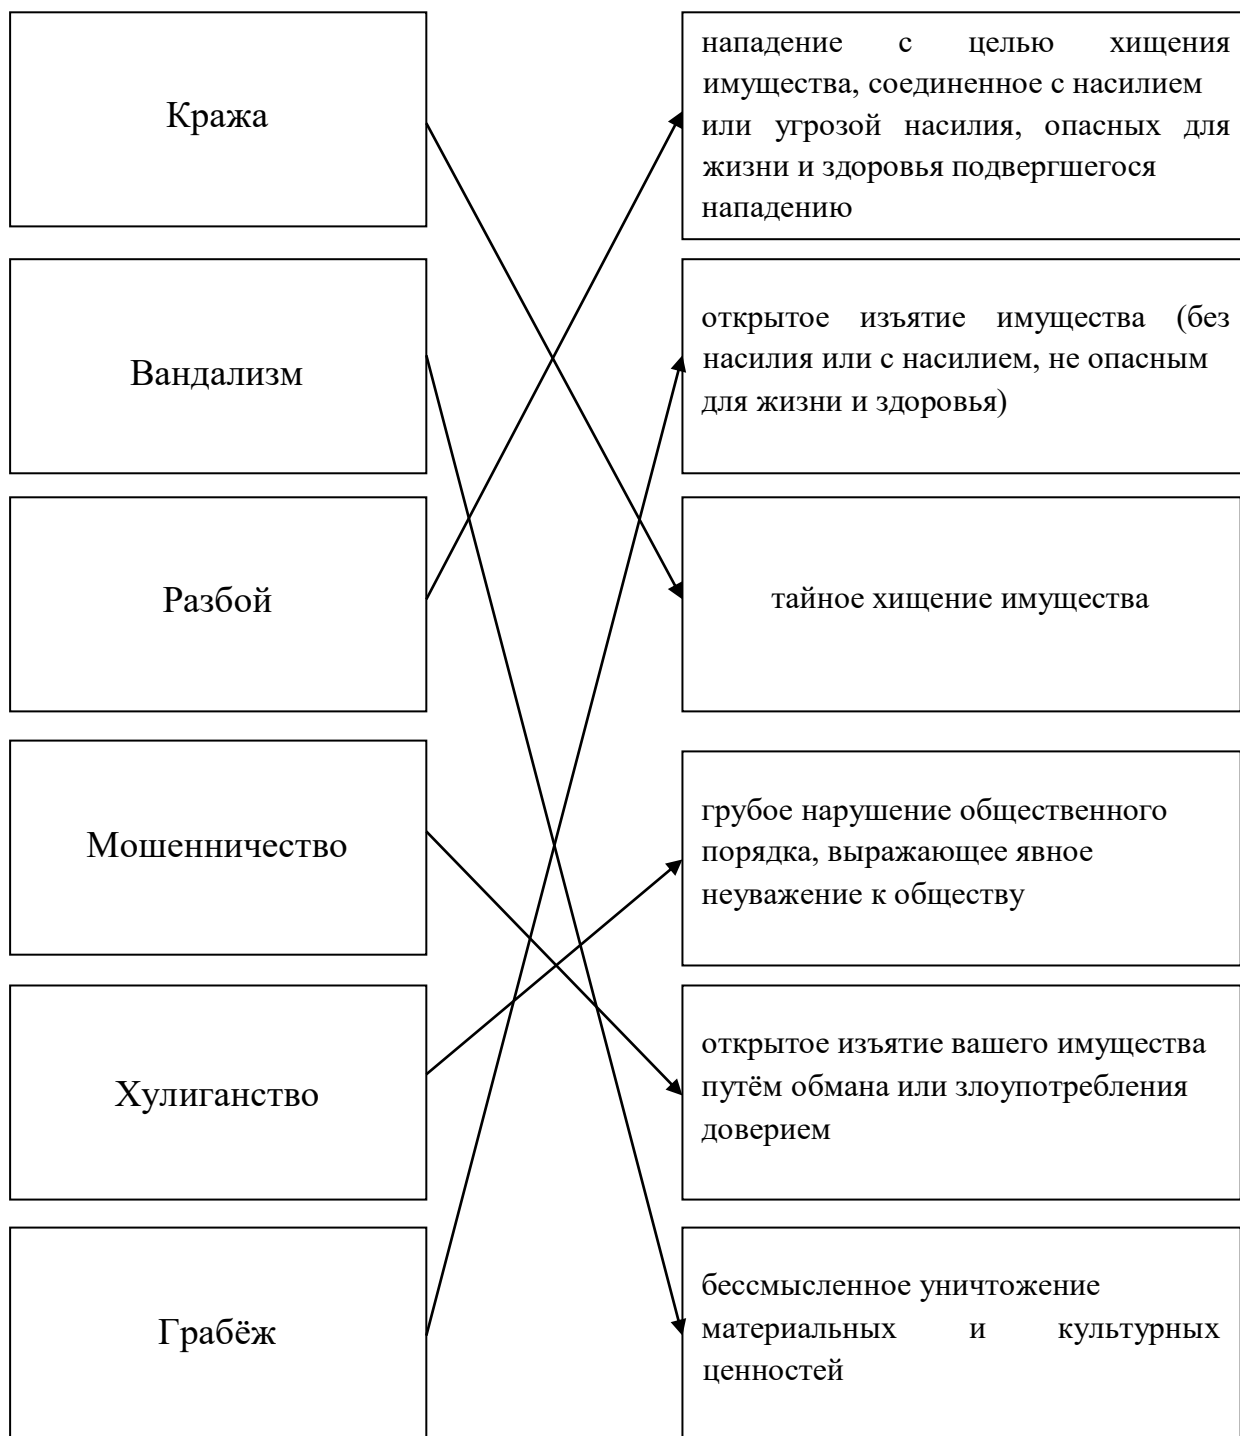 Кража
нападение с целью хищения
имущества, соединенное с насилием
или угрозой насилия, опасных для
жизни и здоровья подвергшегося
нападению
Вандализм
открытое изъятие имущества (без
насилия или с насилием, не опасным
для жизни и здоровья)
Разбой
тайное хищение имущества
Мошенничество
грубое нарушение общественного
порядка, выражающее явное
неуважение к обществу
Хулиганство
открытое изъятие вашего имущества
путём обмана или злоупотребления
доверием
Грабёж
бессмысленное уничтожение
материальных и культурных
ценностей